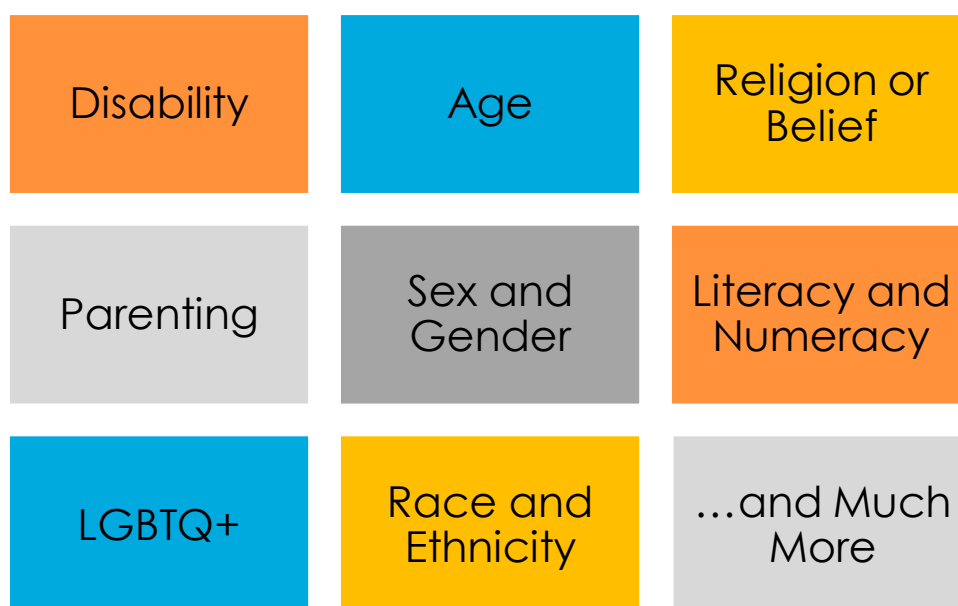 Disability
Age
Religion or
Belief
Parenting
Sex and
Gender
Literacy and
Numeracy
LGBTQ+
Race and
Ethnicity
…and Much
More